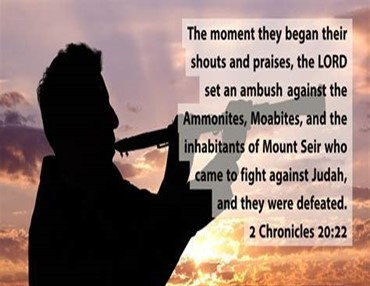 The moment they began their
shouts and praises, the LORD
set an ambush against the
Ammonites, Moabites, and the
inhabitants of Mount Seir who
came to fight against Judah,
and they were defeated.
2 Chronicles 20:22